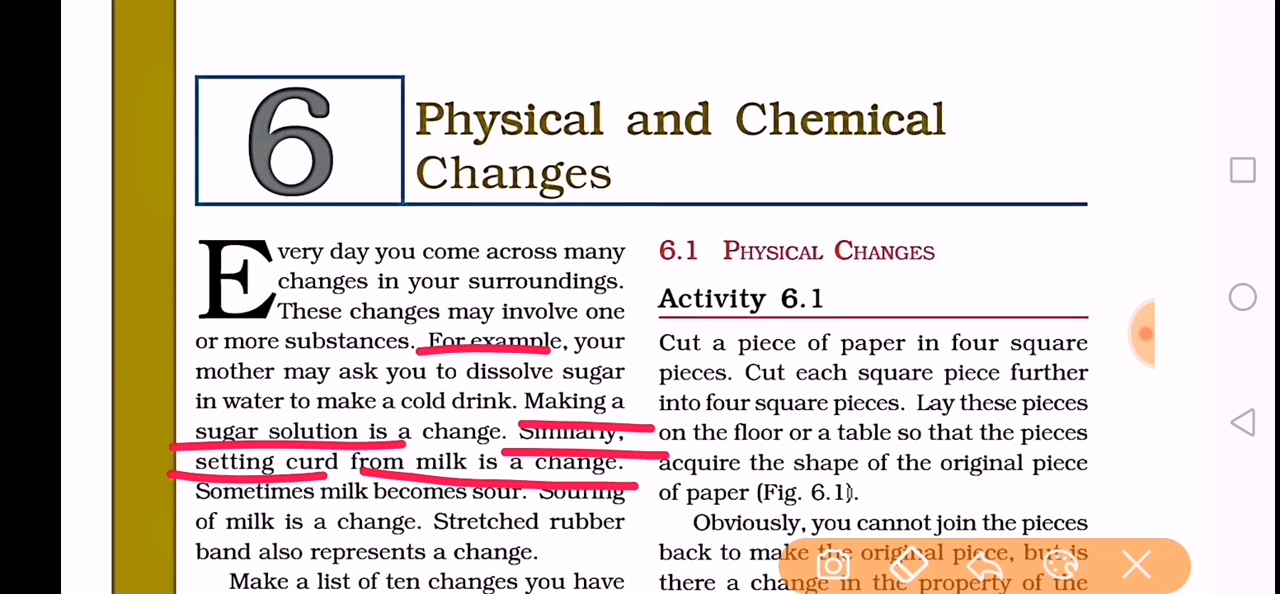 6
Physical and Chemical
Changes
Every day you come across many
changes in your surroundings.
These changes may involve one
or more substances. For example, your
mother may ask you to dissolve sugar
in water to make a cold drink. Making a
sugar solution is a change. Similarly,
setting curd from milk is a change.
Sometimes milk becomes sour. Souring
of milk is a change. Stretched rubber
band also represents a change.
Make a list of ten changes you have
6.1 PHYSICAL CHANGES
Activity 6.1
Cut a piece of paper in four square
pieces. Cut each square piece further
into four square pieces. Lay these pieces
on the floor or a table so that the pieces
acquire the shape of the original piece
of paper (Fig. 6.1).
Obviously, you cannot join the pieces
back to make the original piece, but is
there a change in the property of the